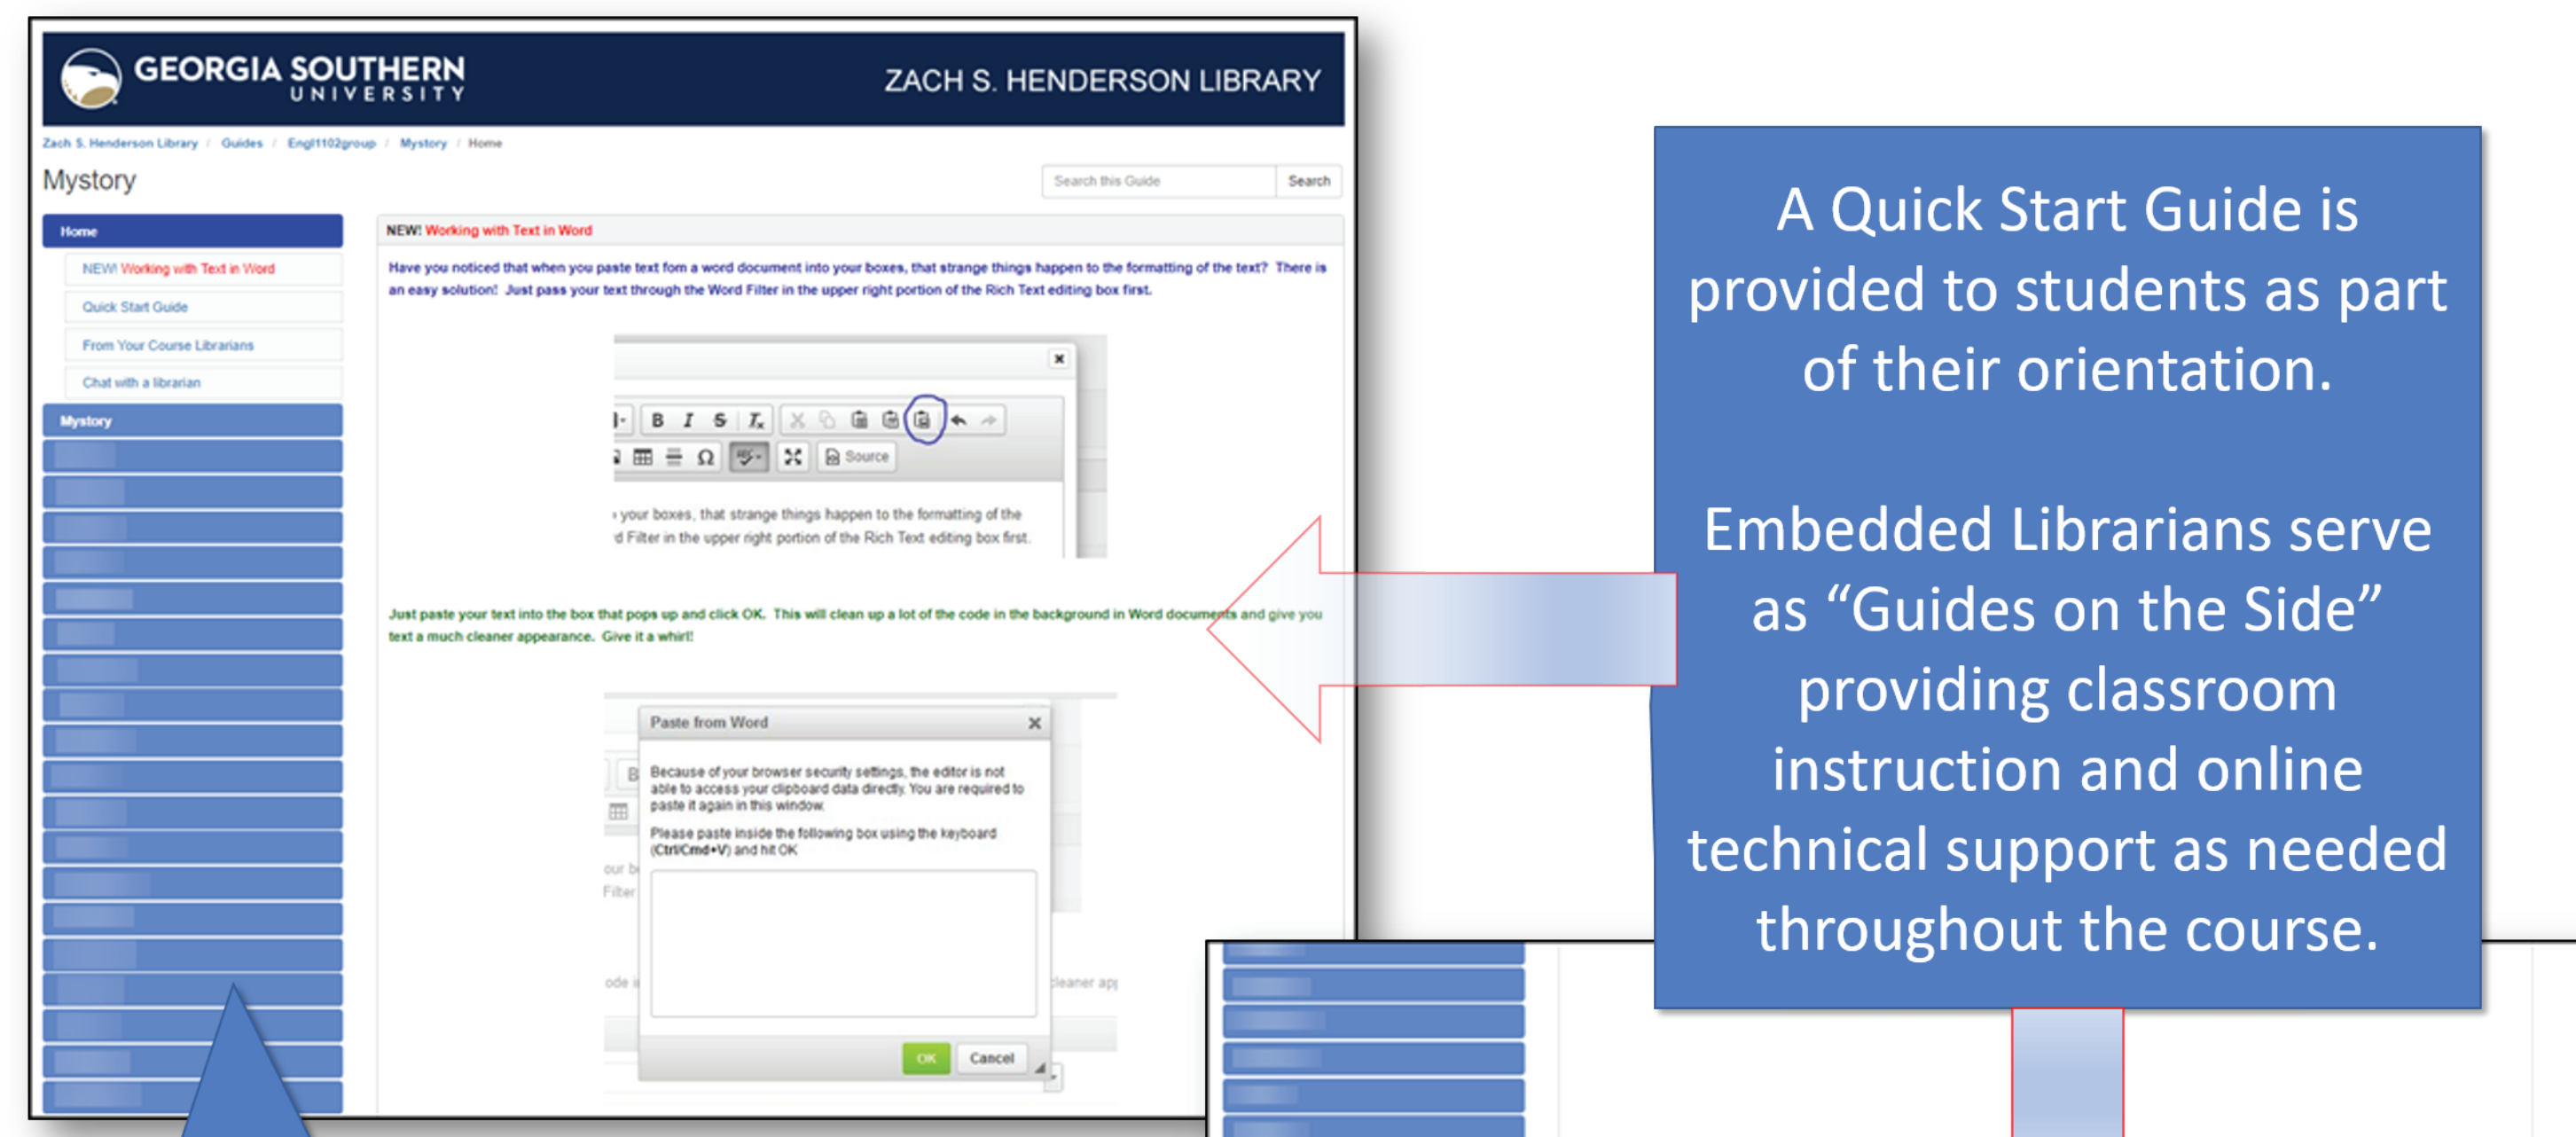 GEORGIA SOUTHERN
UNIVERSITY
ZACH S. HENDERSON LIBRARY
Zach S. Henderson Library / Guides / Engl1102group / Mystory / Home
Mystory
Search this Guide
Search
Home
NEW! Working with Text in Word
Quick Start Guide
From Your Course Librarians
Chat with a librarian
Mystory
NEW! Working with Text in Word
Have you noticed that when you paste text fom a word document into your boxes, that strange things happen to the formatting of the text? There is
an easy solution! Just pass your text through the Word Filter in the upper right portion of the Rich Text editing box first.
B I S Tx
Ω
Source
your boxes, that strange things happen to the formatting of the
d Filter in the upper right portion of the Rich Text editing box first.
Just paste your text into the box that pops up and click OK. This will clean up a lot of the code in the background in Word documents and give you
text a much cleaner appearance. Give it a whirl!
Paste from Word
B
Because of your browser security settings, the editor is not
able to access your clipboard data directly. You are required to
paste it again in this window.
Please paste inside the following box using the keyboard
(Ctrl/Cmd+V) and hit OK
our b
Filter
ode i
cleaner app
OK
Cancel
A Quick Start Guide is
provided to students as part
of their orientation.
Embedded Librarians serve
as “Guides on the Side”
providing classroom
instruction and online
technical support as needed
throughout the course.